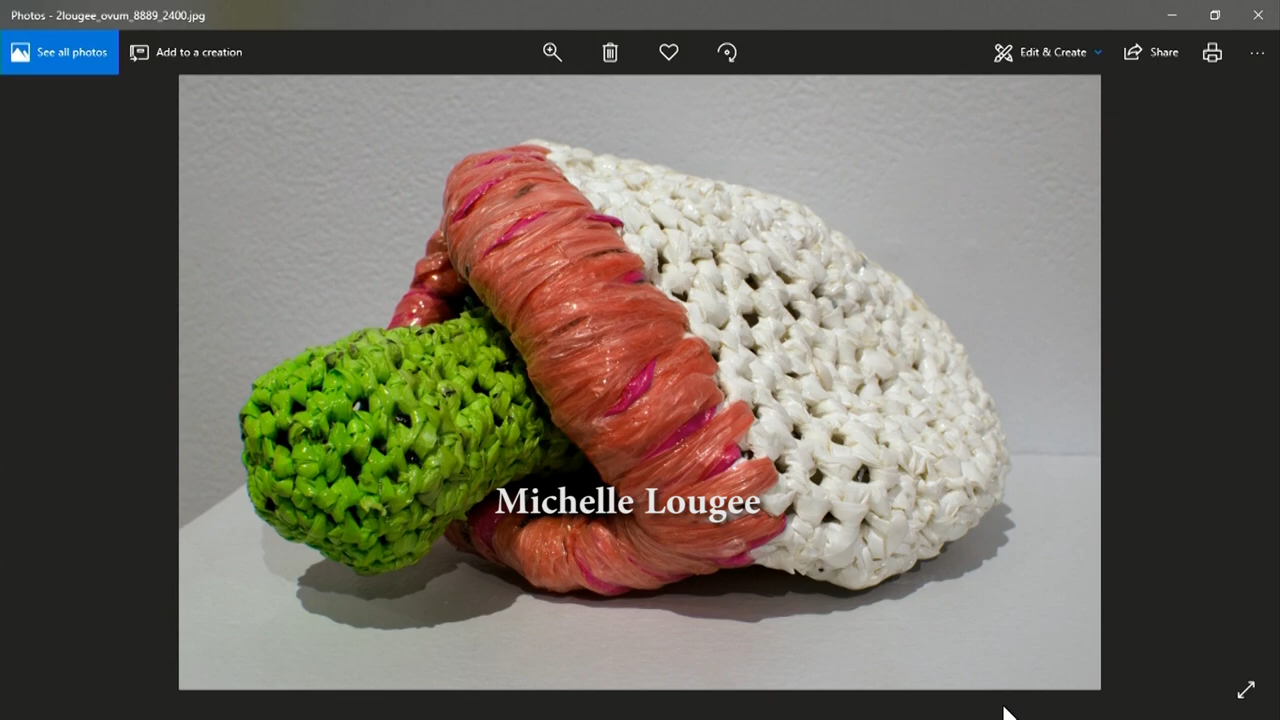 Photos - 2lougee_ovum_8889_2400.jpg
See all photos
Add to a creation
Edit & Create
Share
Michelle Lougee